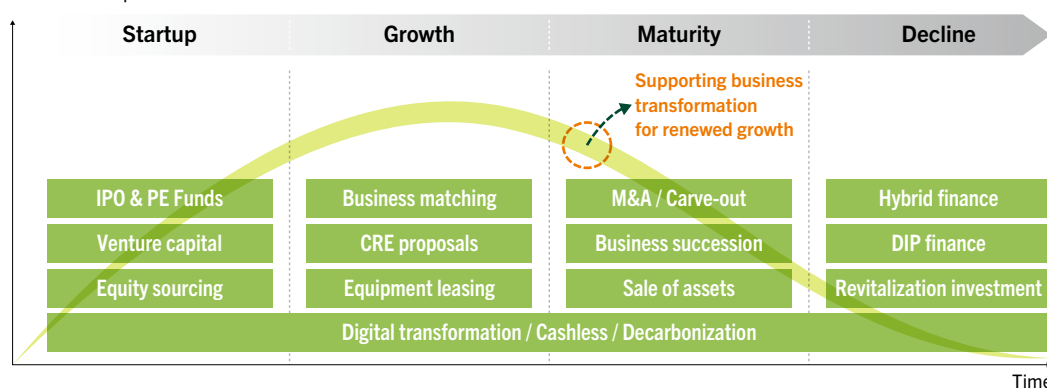 Startup
Growth
Maturity
Decline
Supporting business
transformation
for renewed growth
IPO & PE Funds
Business matching
M&A / Carve-out
Hybrid finance
Venture capital
CRE proposals
Business succession
DIP finance
Equity sourcing
Equipment leasing
Sale of assets
Revitalization investment
Digital transformation / Cashless / Decarbonization
Time